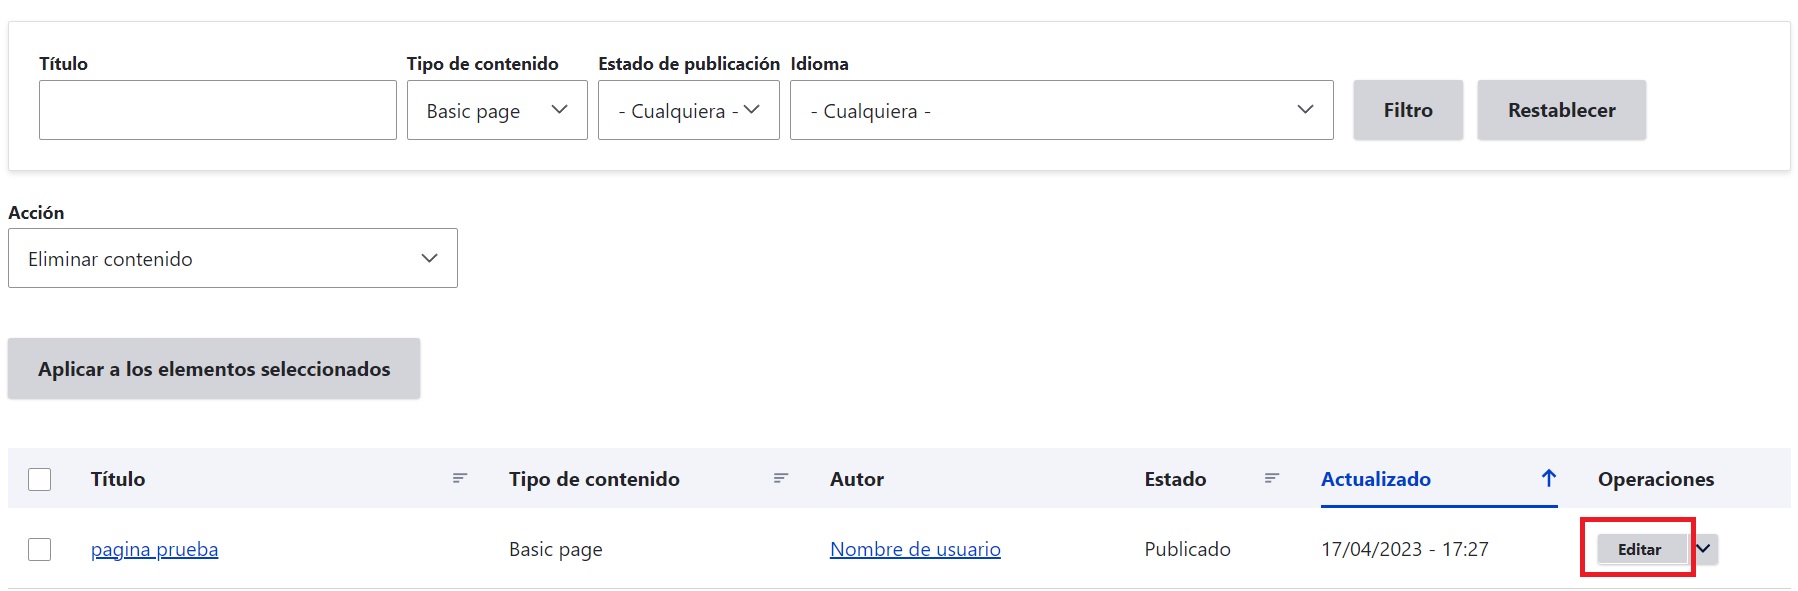 Título Tipo de contenido Estado de publicación Idioma
Basic page - Cualquiera - - Cualquiera - Filtro Restablecer
Acción
Eliminar contenido
Aplicar a los elementos seleccionados
Título Tipo de contenido Autor Estado Actualizado Operaciones
pagina prueba Basic page Nombre de usuario Publicado 17/04/2023 - 17:27 Editar